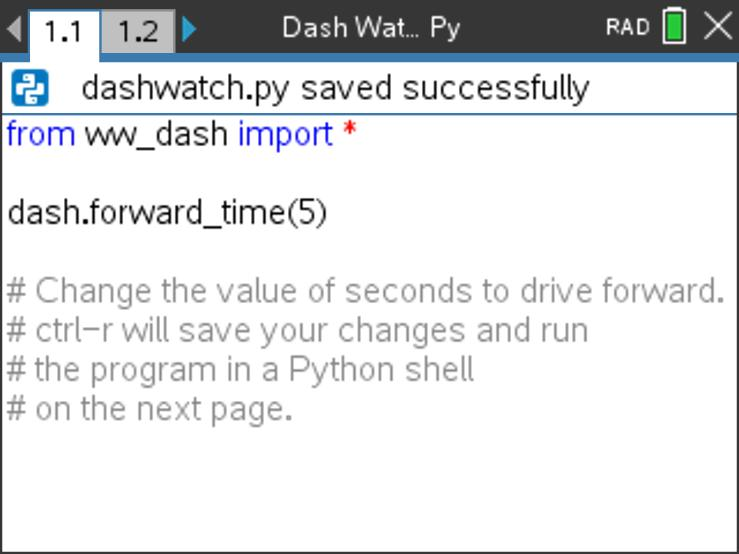 1.1 1.2 Dash Wat... Py RAD
dashwatch.py saved successfully
from ww_dash import *
dash.forward_time(5)
# Change the value of seconds to drive forward.
# ctrl-r will save your changes and run
# the program in a Python shell
# on the next page.